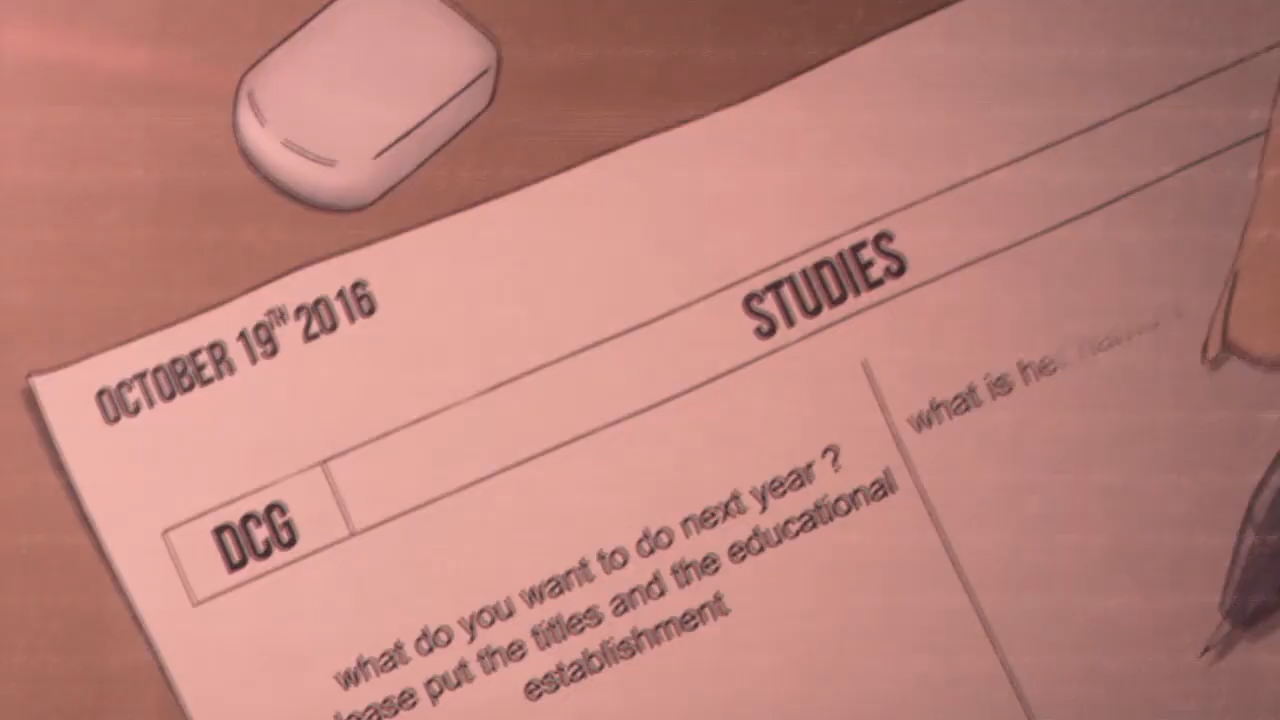 OCTOBER 19TH 2016
STUDIES
DCG
what is he
what do you want to do next year ?
put the titles and the educational
establishment